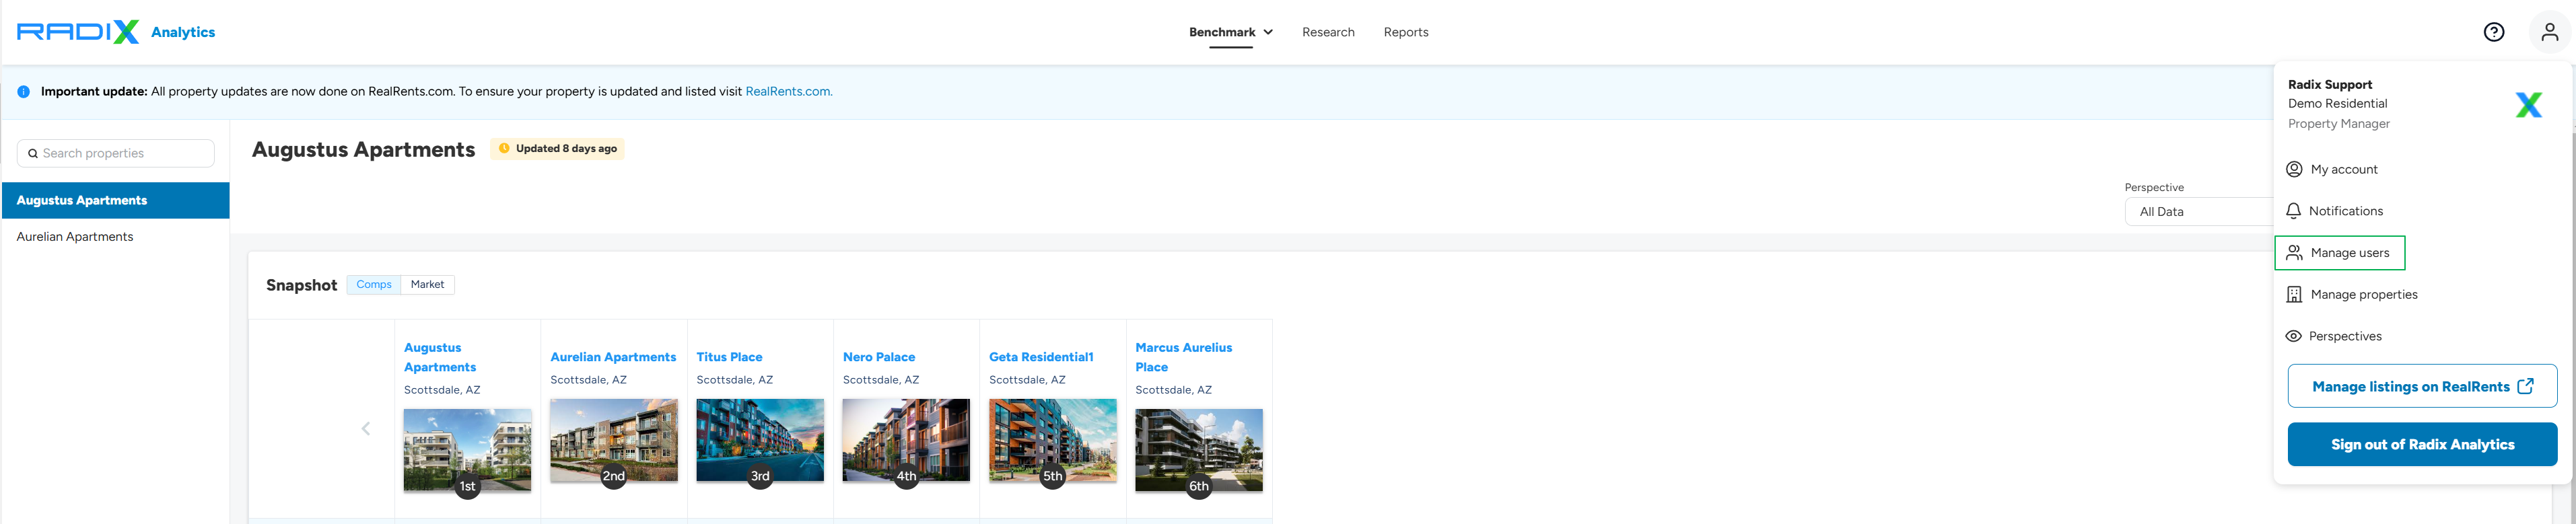 RADIX Analytics
Benchmark Research Reports
Important update: All property updates are now done on RealRents.com. To ensure your property is updated and listed visit RealRents.com.
Search properties
Augustus Apartments
Aurelian Apartments
Augustus Apartments
Updated 8 days ago
Perspective
All Data
Snapshot
Comps Market
Augustus
Apartments
Scottsdale, AZ
1st
Aurelian Apartments
Scottsdale, AZ
2nd
Titus Place
Scottsdale, AZ
3rd
Nero Palace
Scottsdale, AZ
4th
Geta Residential1
Scottsdale, AZ
5th
Marcus Aurelius
Place
Scottsdale, AZ
6th
Radix Support
Demo Residential
Property Manager
My account
Notifications
Manage users
Manage properties
Perspectives
Manage listings on RealRents
Sign out of Radix Analytics